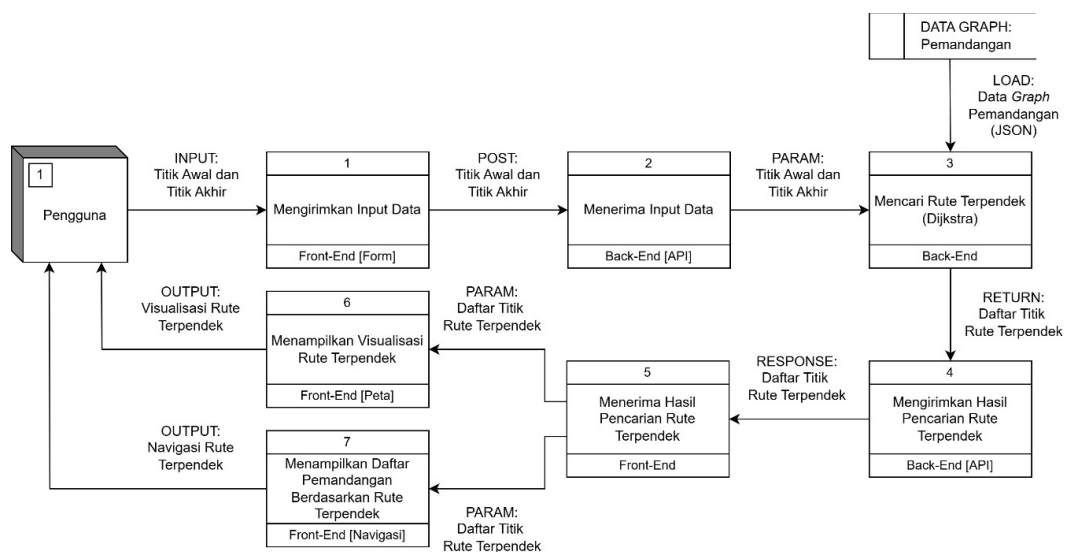 DATA GRAPH:
Pemandangan
LOAD:
Data Graph
Pemandangan
(JSON)
1
Pengguna
INPUT:
Titik Awal dan
Titik Akhir
1
Mengirimkan Input Data
Front-End [Form]
POST:
Titik Awal dan
Titik Akhir
2
Menerima Input Data
Back-End [API]
PARAM:
Titik Awal dan
Titik Akhir
3
Mencari Rute Terpendek
(Dijkstra)
Back-End
RETURN:
Daftar Titik
Rute Terpendek
4
Mengirimkan Hasil
Pencarian Rute
Terpendek
Back-End [API]
RESPONSE:
Daftar Titik
Rute Terpendek
5
Menerima Hasil
Pencarian Rute
Terpendek
Front-End
PARAM:
Daftar Titik
Rute Terpendek
6
Menampilkan Visualisasi
Rute Terpendek
Front-End [Peta]
OUTPUT:
Visualisasi Rute
Terpendek
PARAM:
Daftar Titik
Rute Terpendek
7
Menampilkan Daftar
Pemandangan
Berdasarkan Rute
Terpendek
Front-End [Navigasi]
OUTPUT:
Navigasi Rute
Terpendek